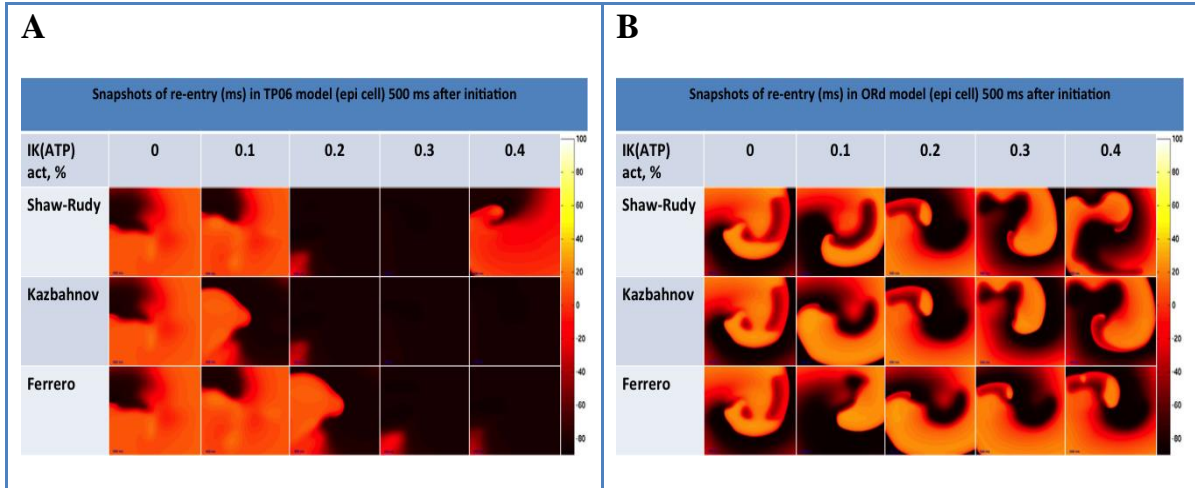 A
Snapshots of re-entry (ms) in TP06 model (epi cell) 500 ms after initiation
IK(ATP) act, % 0 0.1 0.2 0.3 0.4
Shaw-Rudy
Kazbahnov
Ferrero
100
80
60
40
20
0
-20
-40
-60
-80
B
Snapshots of re-entry (ms) in ORd model (epi cell) 500 ms after initiation
IK(ATP) act, % 0 0.1 0.2 0.3 0.4
Shaw-Rudy
Kazbahnov
Ferrero
100
80
60
40
20
0
-20
-40
-60
-80